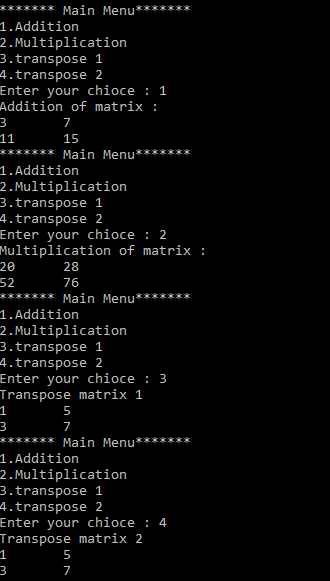 ******* Main Menu*******
1.Addition
2.Multiplication
3.transpose 1
4.transpose 2
Enter your chioce : 1
Addition of matrix :
3 7
11 15
******* Main Menu*******
1.Addition
2.Multiplication
3.transpose 1
4.transpose 2
Enter your chioce : 2
Multiplication of matrix :
20 28
52 76
******* Main Menu*******
1.Addition
2.Multiplication
3.transpose 1
4.transpose 2
Enter your chioce : 3
Transpose matrix 1
1 5
3 7
******* Main Menu*******
1.Addition
2.Multiplication
3.transpose 1
4.transpose 2
Enter your chioce : 4
Transpose matrix 2
1 5
3 7